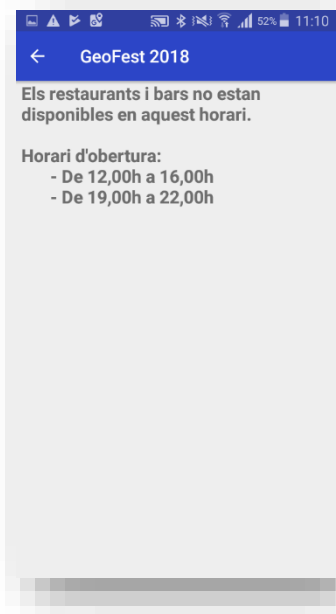 52% 11:10
GeoFest 2018
Els restaurants i bars no estan
disponibles en aquest horari.
Horari d'obertura:
- De 12,00h a 16,00h
- De 19,00h a 22,00h